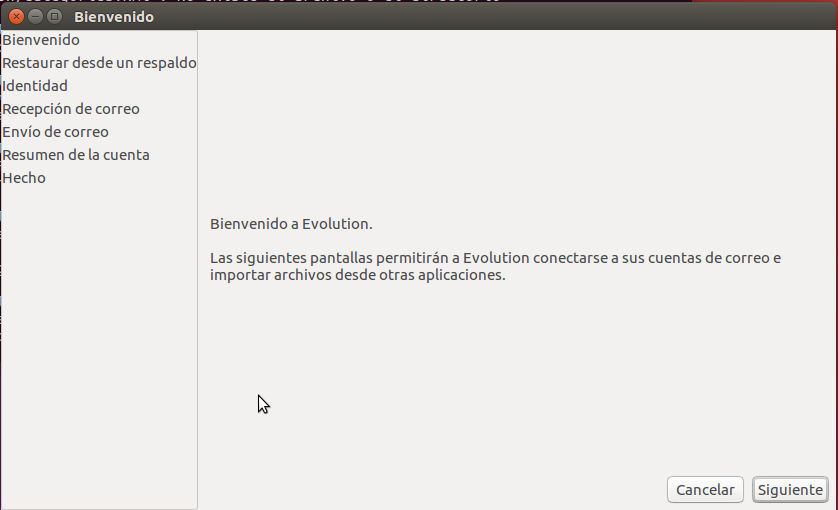 Bienvenido
Bienvenido
Restaurar desde un respaldo
Identidad
Recepción de correo
Envío de correo
Resumen de la cuenta
Hecho
Bienvenido a Evolution.
Las siguientes pantallas permitirán a Evolution conectarse a sus cuentas de correo e
importar archivos desde otras aplicaciones.
Cancelar
Siguiente